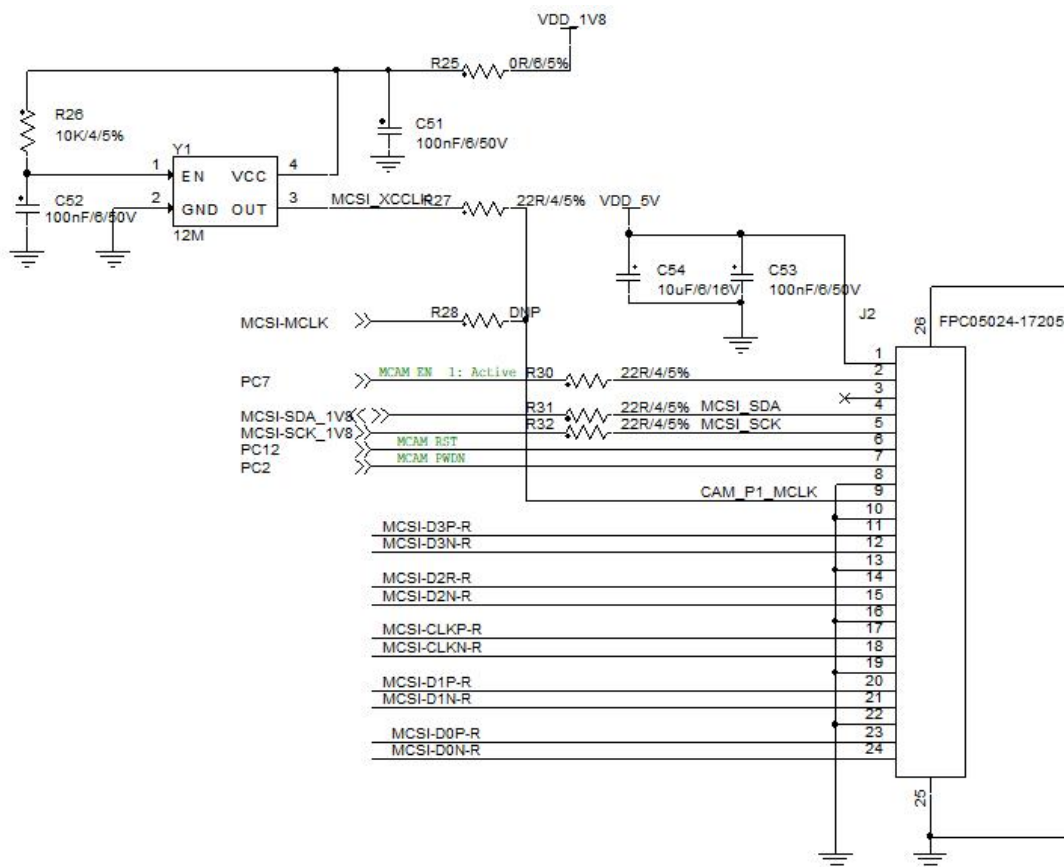 VDD_1V8
R25 0R/6/5%
R26
10K/4/5%
C51
100nF/6/50V
Y1
1 EN VCC 4
2 GND OUT 3
12M
C52
100nF/6/50V
MCSI_XCCLK R27 22R/4/5%
VDD_5V
C54
10uF/6/16V
C53
100nF/6/50V
MCSI-MCLK R28 DNP
J2
26
FPC05024-17205
1
PC7 MCAM EN 1: Active R30 22R/4/5% 2
3
MCSI-SDA_1V8 R31 22R/4/5% MCSI_SDA 4
MCSI-SCK_1V8 R32 22R/4/5% MCSI_SCK 5
PC12 MCAM RST 6
PC2 MCAM PWDN 7
8
CAM_P1_MCLK 9
10
MCSI-D3P-R 11
MCSI-D3N-R 12
13
MCSI-D2R-R 14
MCSI-D2N-R 15
16
MCSI-CLKP-R 17
MCSI-CLKN-R 18
19
MCSI-D1P-R 20
MCSI-D1N-R 21
22
MCSI-D0P-R 23
MCSI-D0N-R 24
25